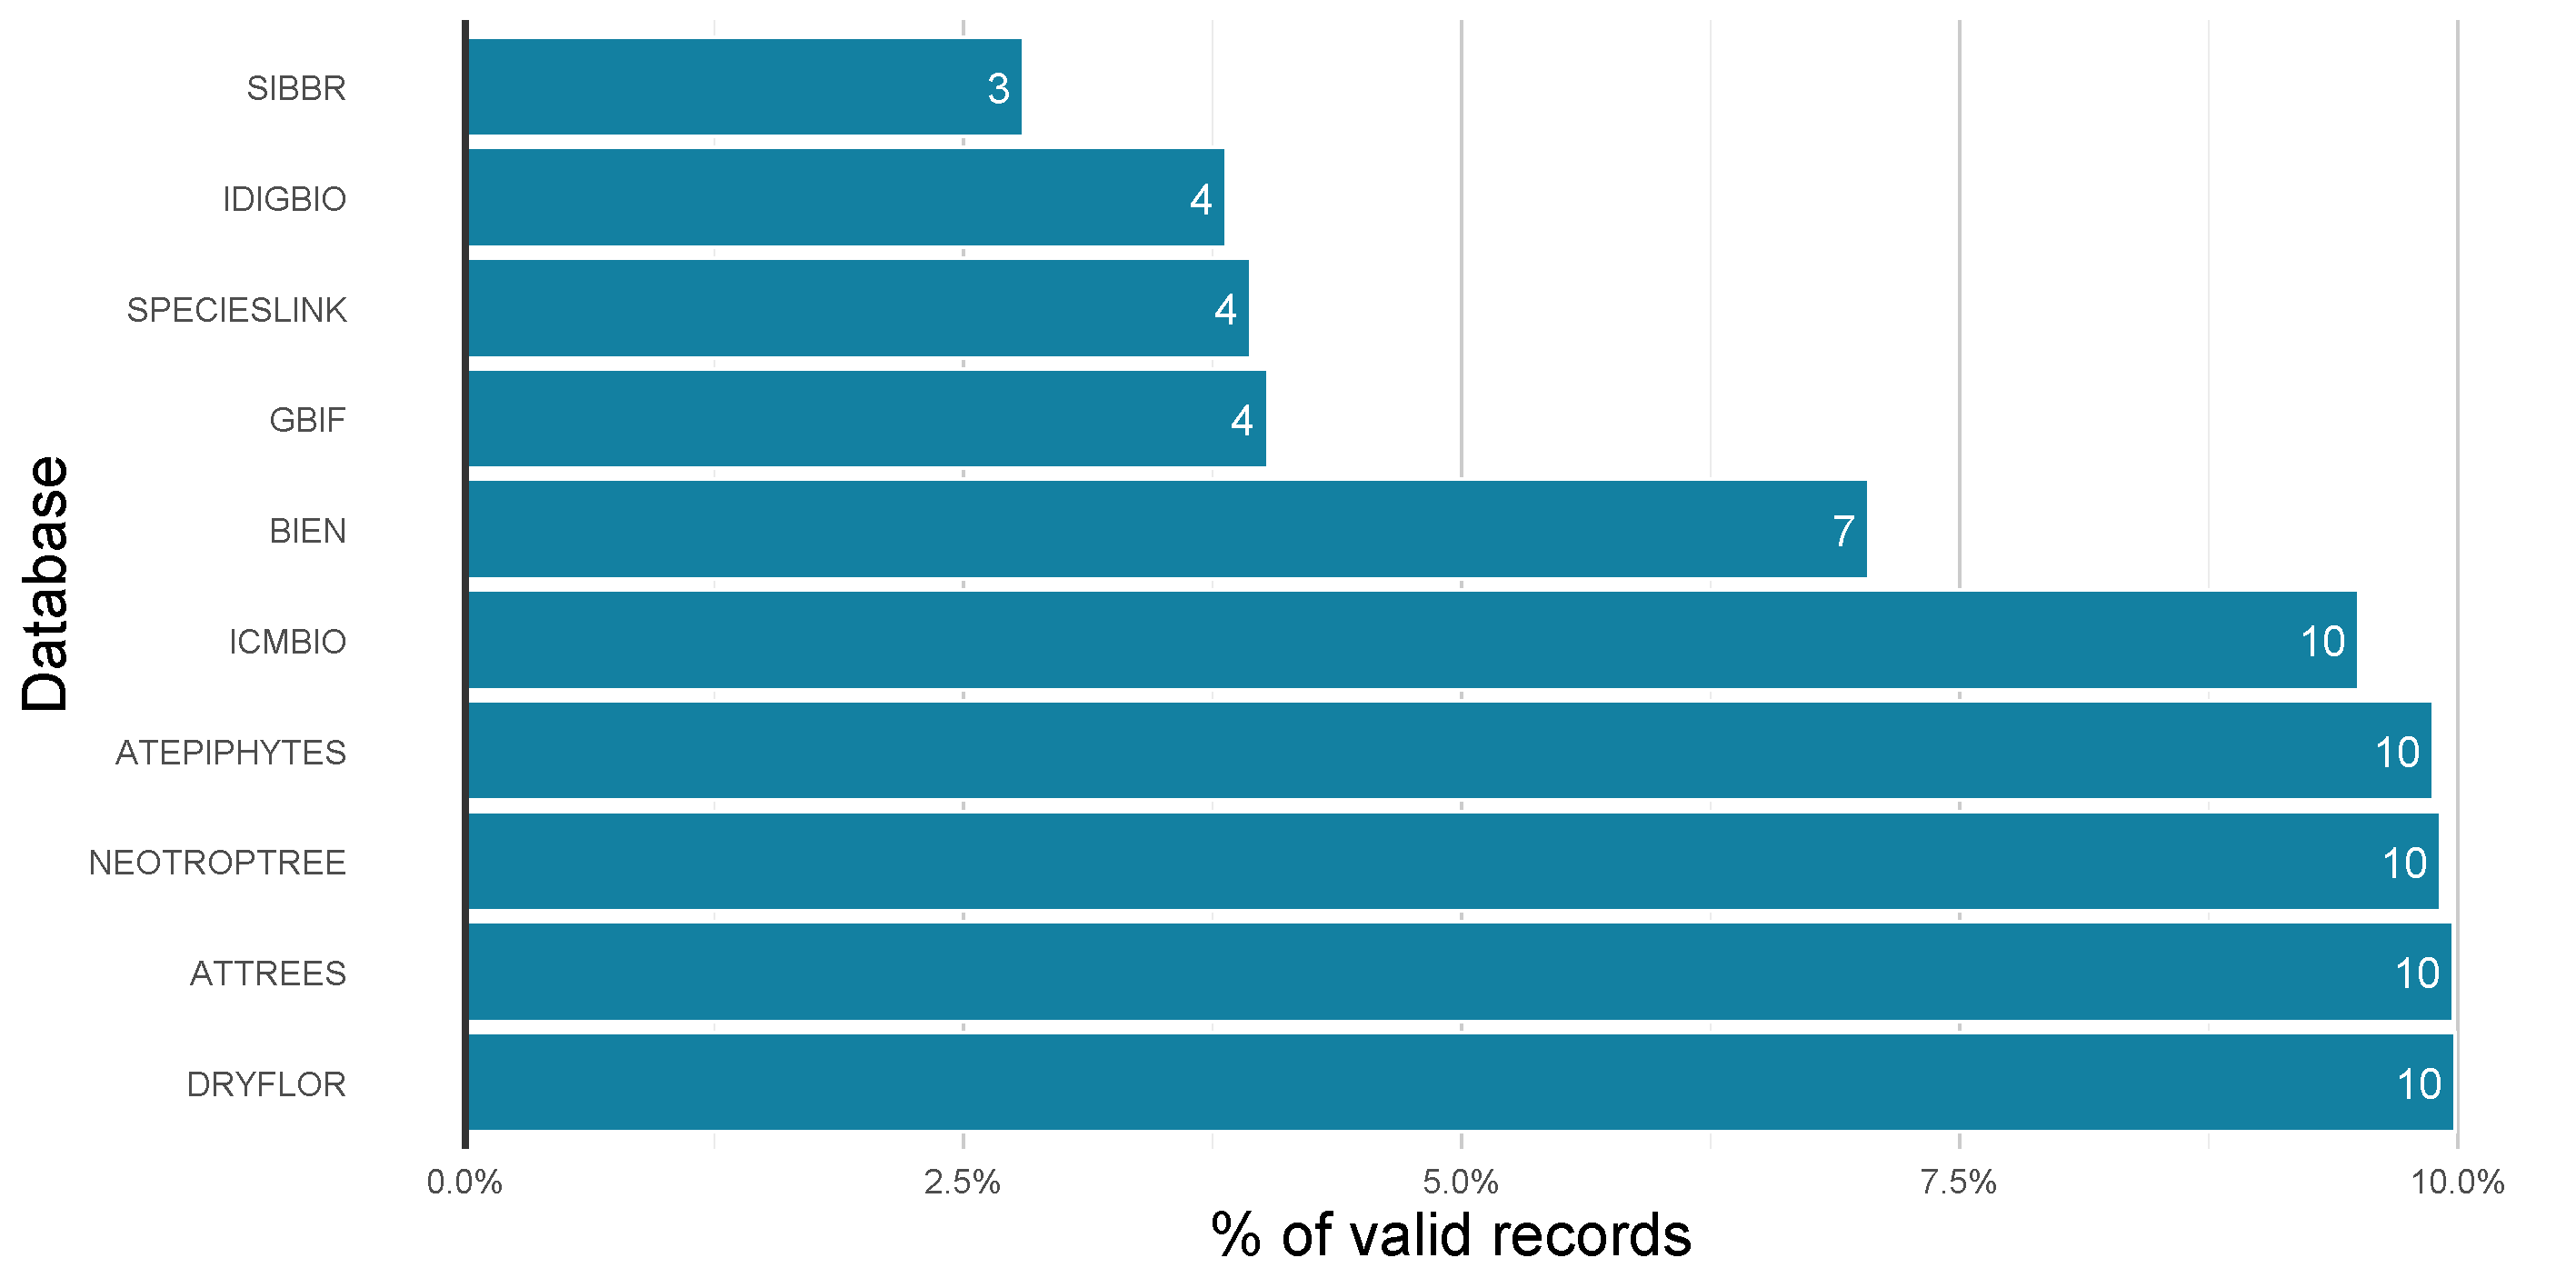 SIBBR 3
IDIGBIO 4
SPECIESLINK 4
GBIF 4
BIEN 7
ICMBIO 10
ATEPIPHYTES 10
NEOTROPTREE 10
ATTREES 10
DRYFLOR 10
Database
0.0% 2.5% 5.0% 7.5% 10.0%
% of valid records